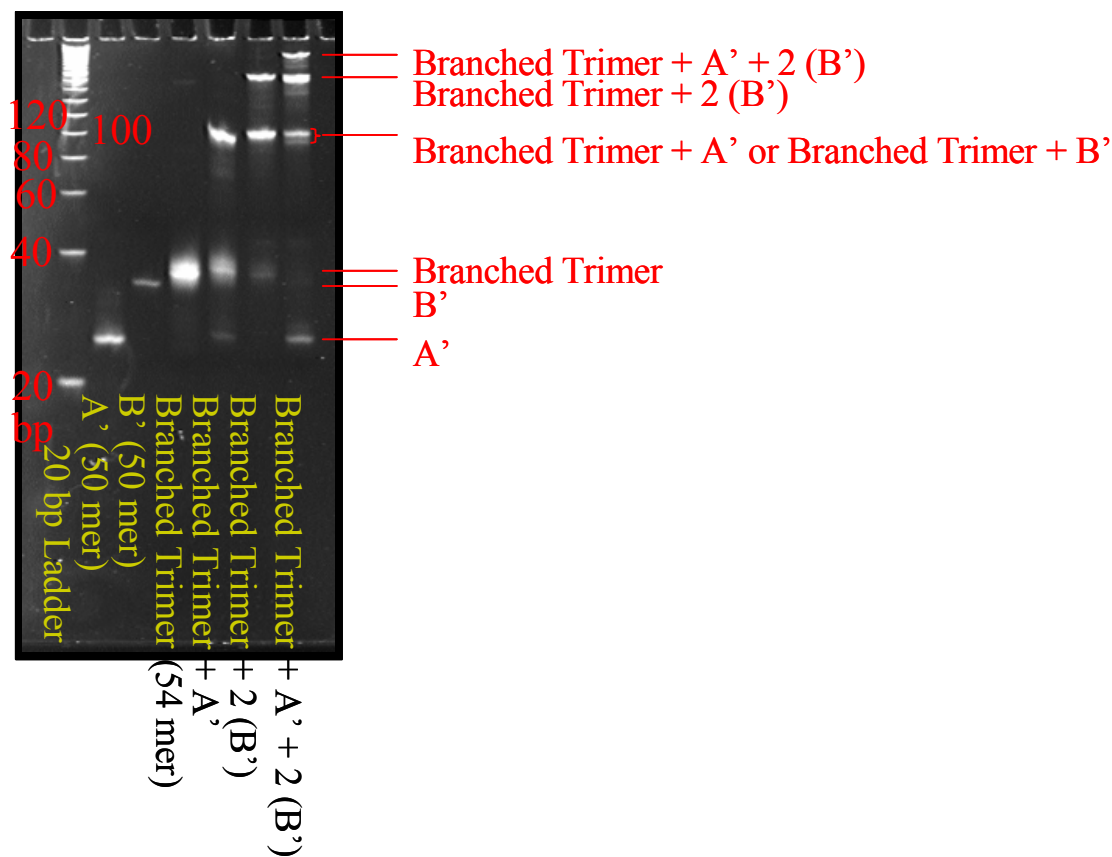 Branched Trimer + A’ + 2 (B’)
Branched Trimer + 2 (B’)
Branched Trimer + A’ or Branched Trimer + B’
Branched Trimer
B’
A’
120
100
80
60
40
20
bp
20 bp Ladder
A’ (50 mer)
B’ (50 mer)
Branched Trimer (54 mer)
Branched Trimer + A’
Branched Trimer + 2 (B’)
Branched Trimer + A’ + 2 (B’)